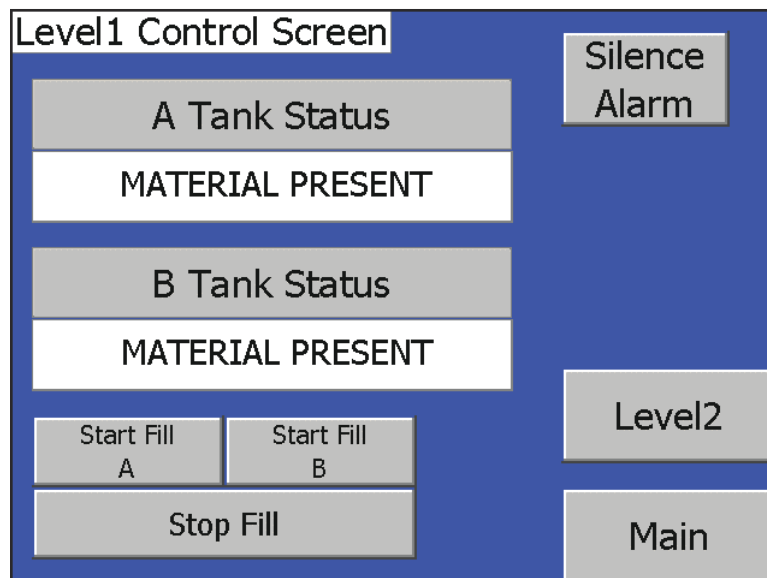 Level1 Control Screen
Silence
Alarm
A Tank Status
MATERIAL PRESENT
B Tank Status
MATERIAL PRESENT
Level2
Start Fill
A
Start Fill
B
Stop Fill
Main